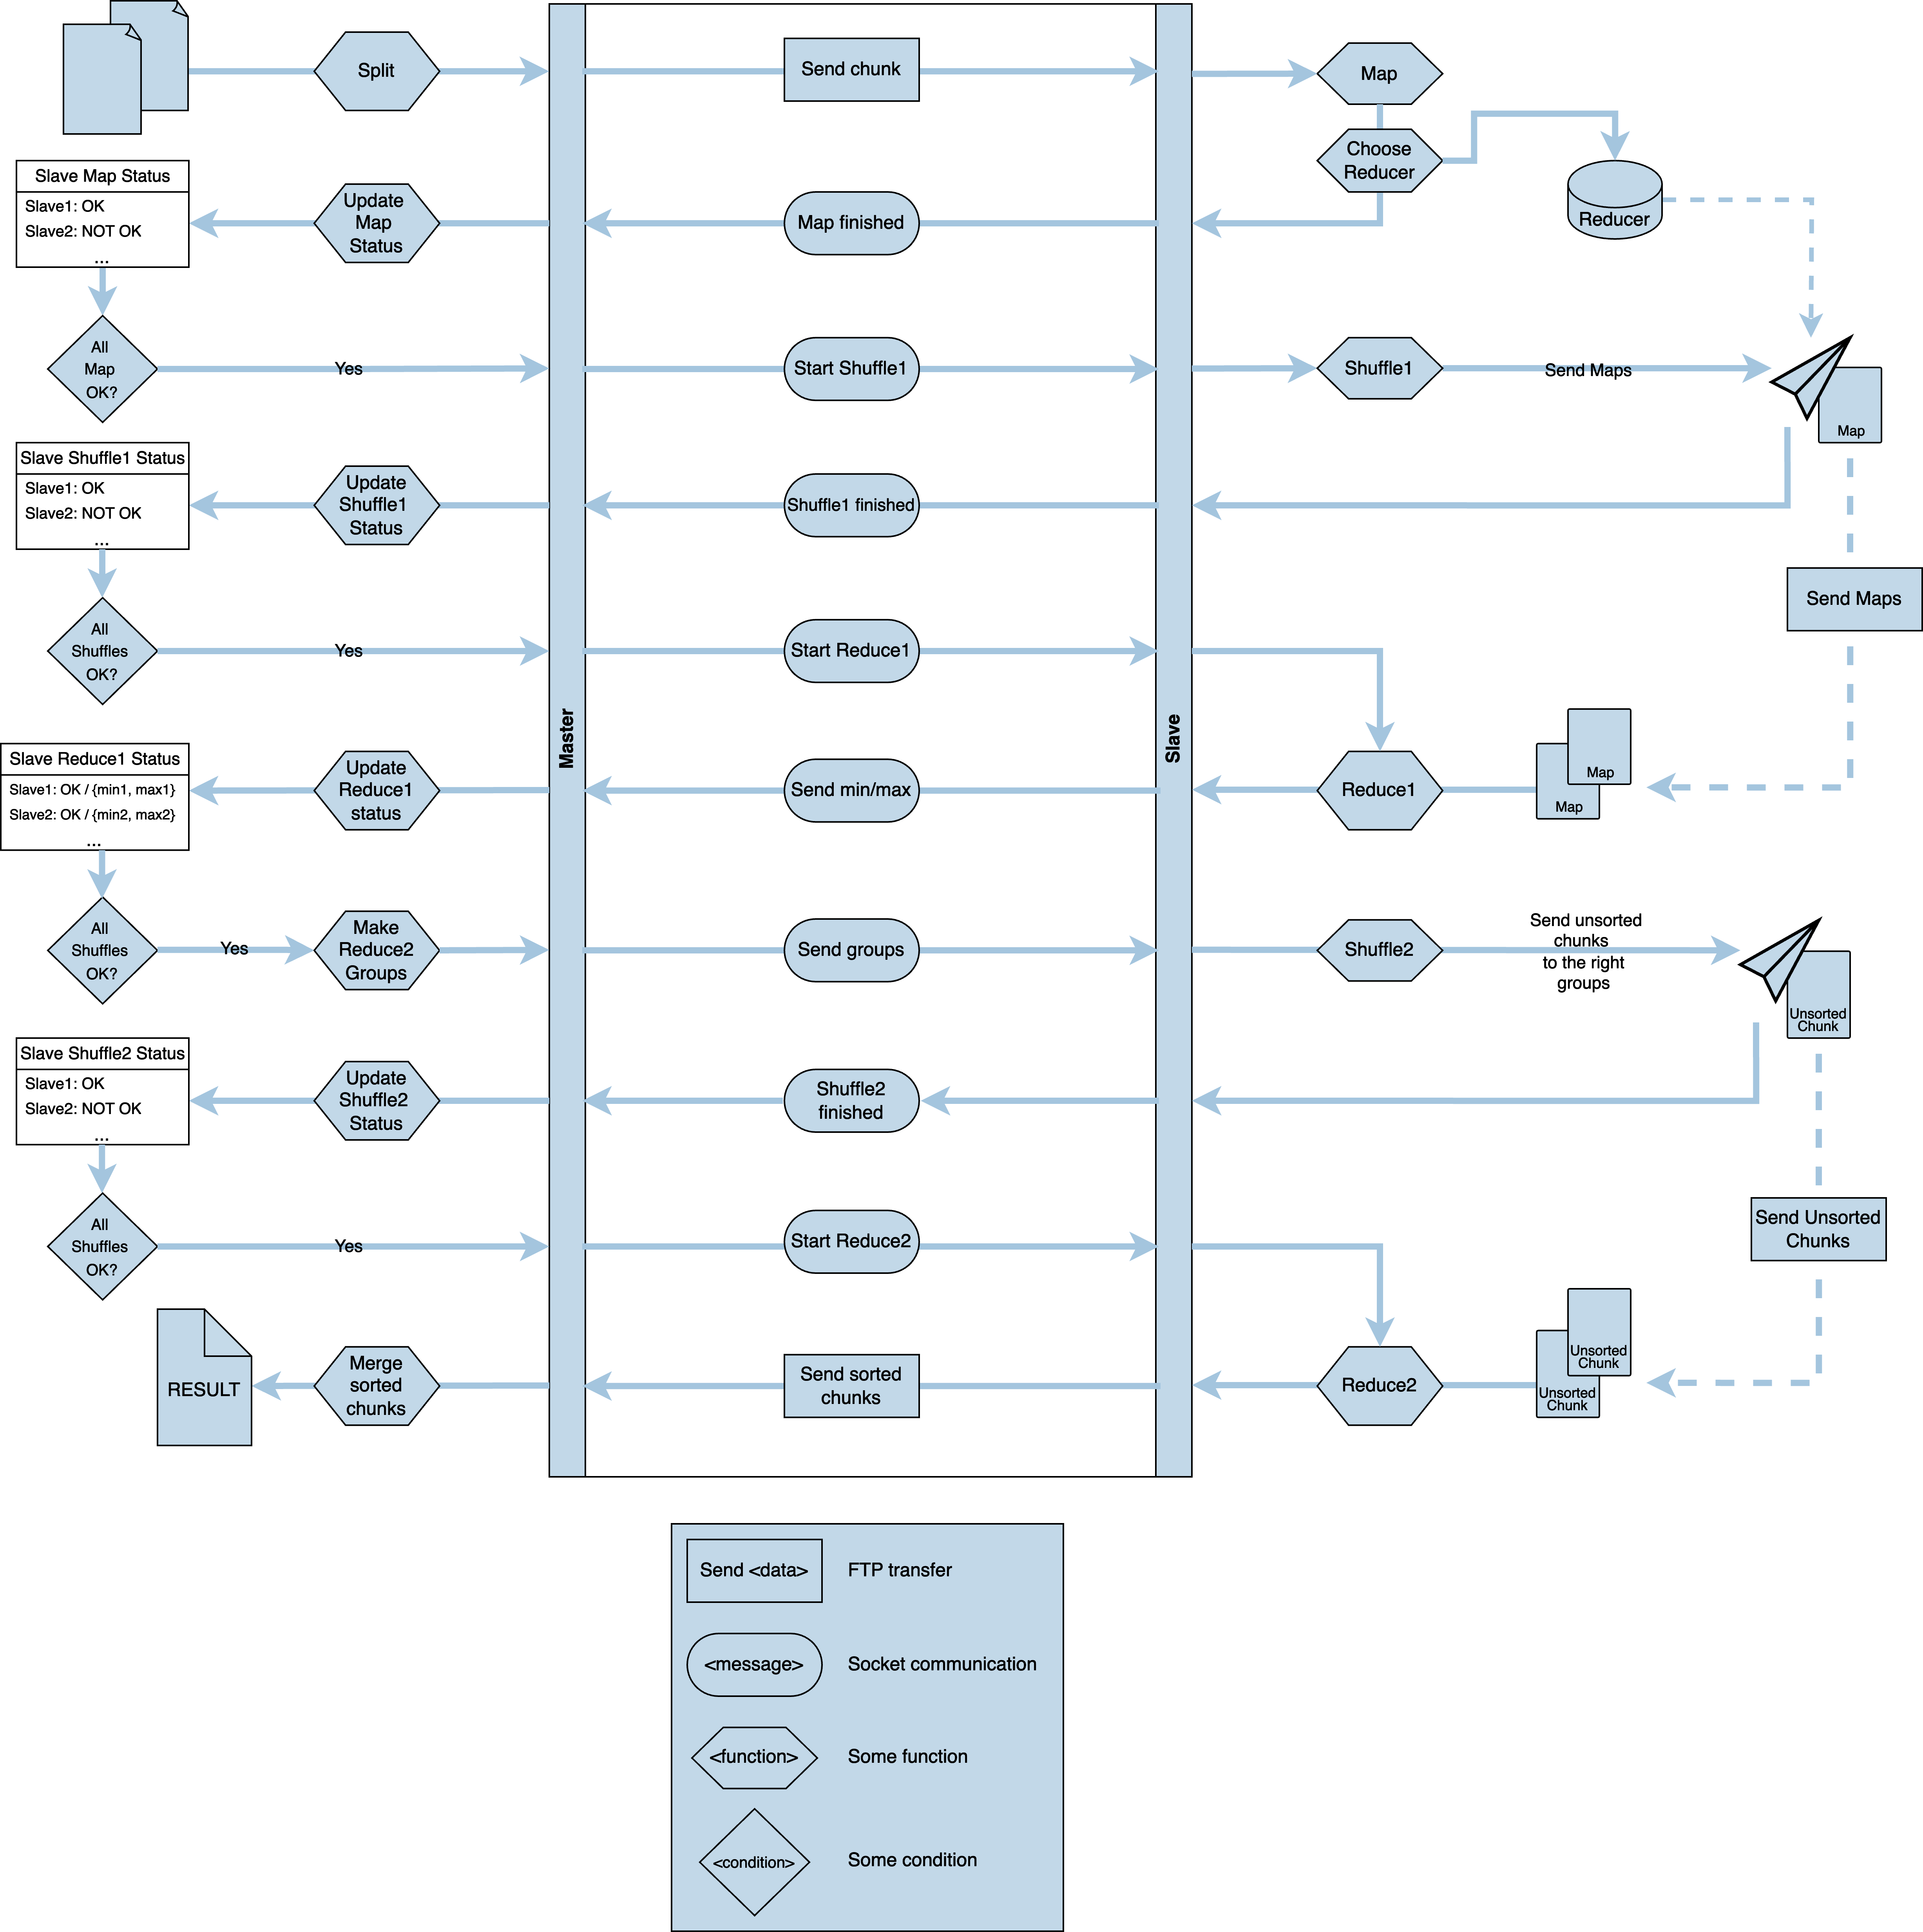 Split
Send chunk
Map
Choose
Reducer
Reducer
Slave Map Status
Slave1: OK
Slave2: NOT OK
...
Update
Map
Status
Map finished
All
Map
OK?
Yes
Start Shuffle1
Shuffle1
Send Maps
Map
Slave Shuffle1 Status
Slave1: OK
Slave2: NOT OK
...
Update
Shuffle1
Status
Shuffle1 finished
Send Maps
All
Shuffles
OK?
Yes
Start Reduce1
Master
Slave
Slave Reduce1 Status
Slave1: OK / {min1, max1}
Slave2: OK / {min2, max2}
...
Update
Reduce1
status
Send min/max
Reduce1
Map
Map
All
Shuffles
OK?
Yes
Make
Reduce2
Groups
Send groups
Shuffle2
Send unsorted
chunks
to the right
groups
Unsorted
Chunk
Slave Shuffle2 Status
Slave1: OK
Slave2: NOT OK
...
Update
Shuffle2
Status
Shuffle2
finished
Send Unsorted
Chunks
All
Shuffles
OK?
Yes
Start Reduce2
RESULT
Merge
sorted
chunks
Send sorted
chunks
Reduce2
Unsorted
Chunk
Unsorted
Chunk
Send <data>
FTP transfer
<message>
Socket communication
<function>
Some function
<condition>
Some condition